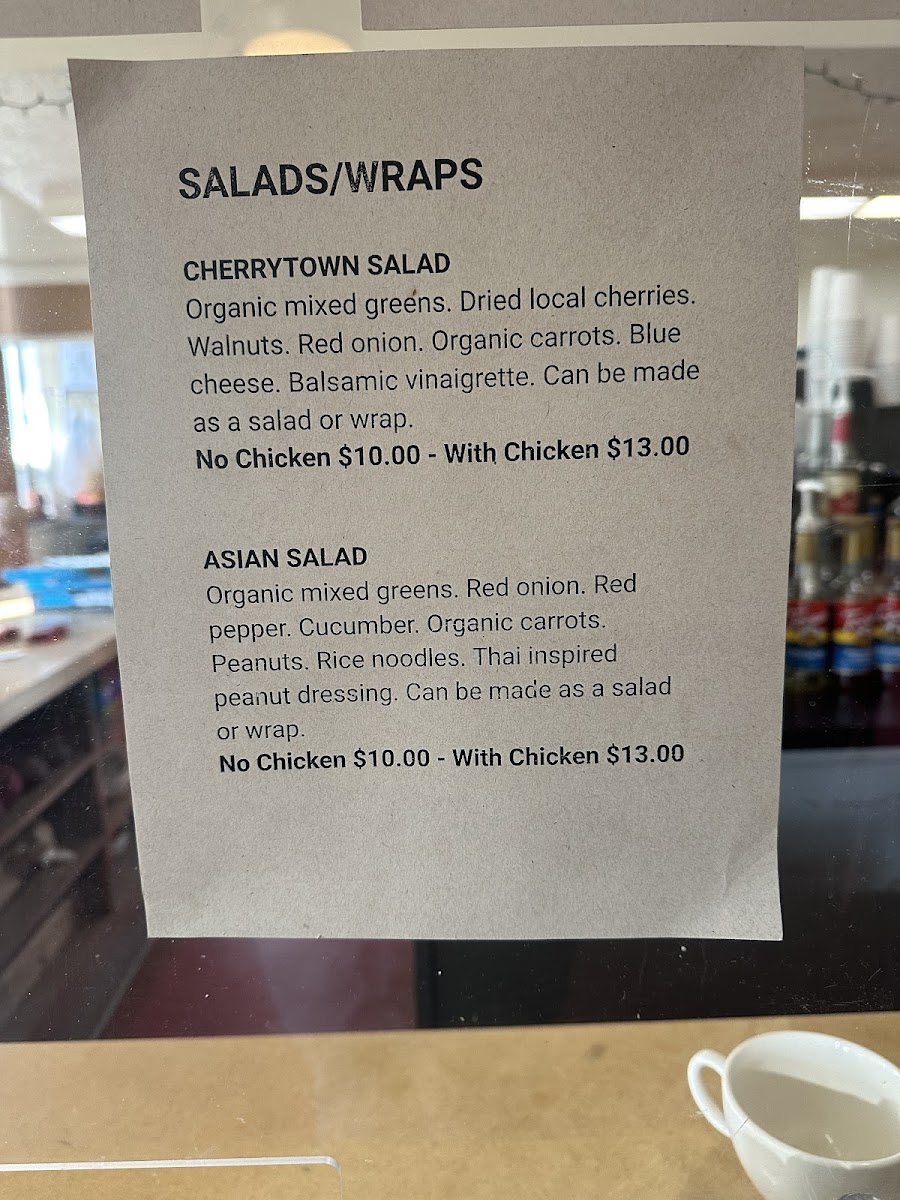 SALADS/WRAPS
CHERRYTOWN SALAD
Organic mixed greens. Dried local cherries.
Walnuts. Red onion. Organic carrots. Blue
cheese. Balsamic vinaigrette. Can be made
as a salad or wrap.
No Chicken $10.00 - With Chicken $13.00
ASIAN SALAD
Organic mixed greens. Red onion. Red
pepper. Cucumber. Organic carrots.
Peanuts. Rice noodles. Thai inspired
peanut dressing. Can be made as a salad
or wrap.
No Chicken $10.00 - With Chicken $13.00